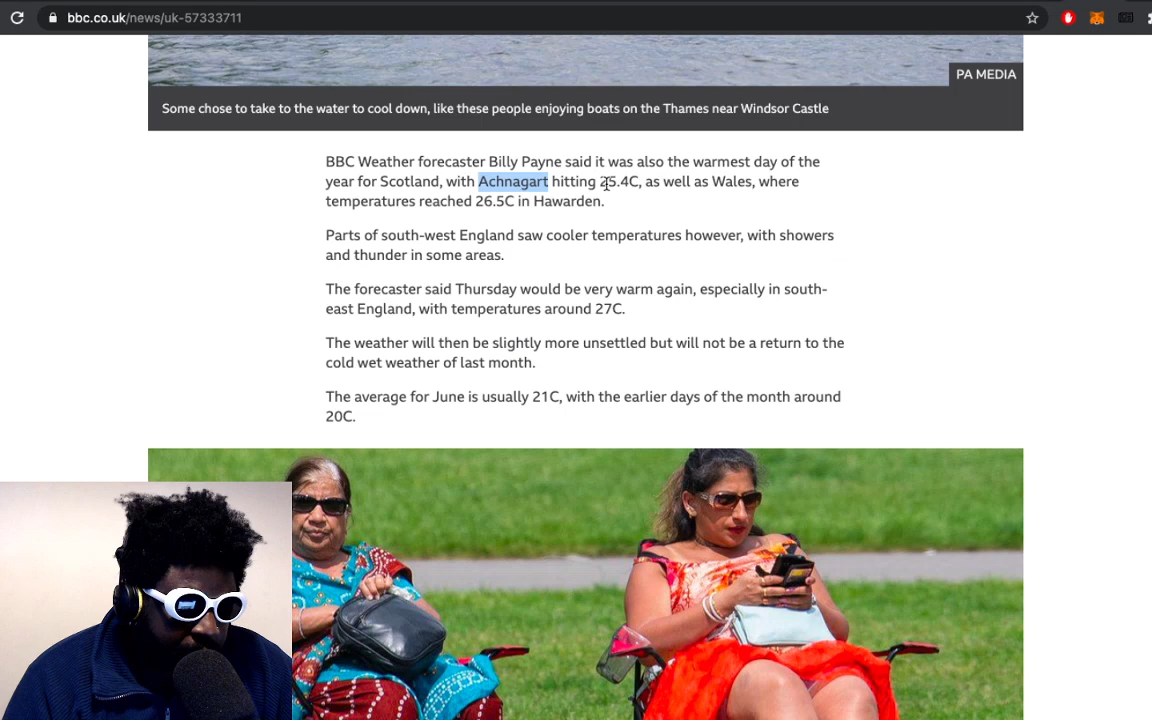 bbc.co.uk/news/uk-57333711
PA MEDIA
Some chose to take to the water to cool down, like these people enjoying boats on the Thames near Windsor Castle
BBC Weather forecaster Billy Payne said it was also the warmest day of the
year for Scotland, with Achnagart hitting 25.4C, as well as Wales, where
temperatures reached 26.5C in Hawarden.
Parts of south-west England saw cooler temperatures however, with showers
and thunder in some areas.
The forecaster said Thursday would be very warm again, especially in south-
east England, with temperatures around 27C.
The weather will then be slightly more unsettled but will not be a return to the
cold wet weather of last month.
The average for June is usually 21C, with the earlier days of the month around
20C.